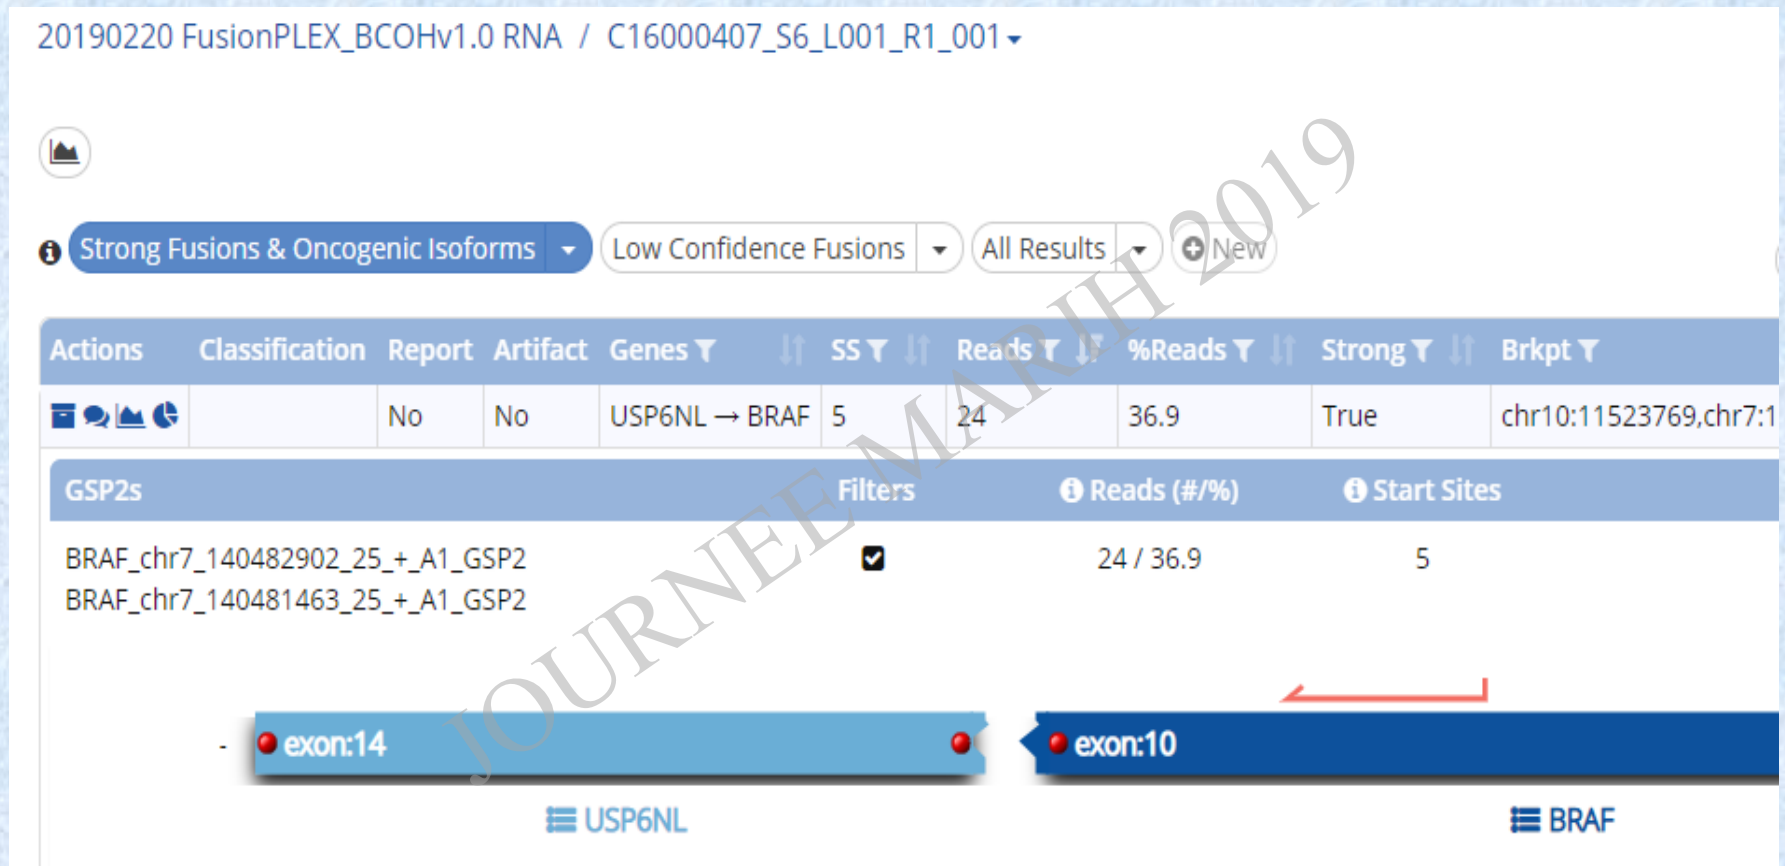 20190220 FusionPLEX_BCOHv1.0 RNA / C16000407_S6_L001_R1_001
Strong Fusions & Oncogenic Isoforms Low Confidence Fusions All Results New
Actions Classification Report Artifact Genes SS Reads %Reads Strong Brkpt
No No USP6NL → BRAF 5 24 36.9 True chr10:11523769,chr7:1
GSP2s Filters Reads (#/%) Start Sites
BRAF_chr7_140482902_25_+_A1_GSP2 24 / 36.9 5
BRAF_chr7_140481463_25_+_A1_GSP2
- exon:14 exon:10
USP6NL BRAF
JOURNEE MARIH 2019